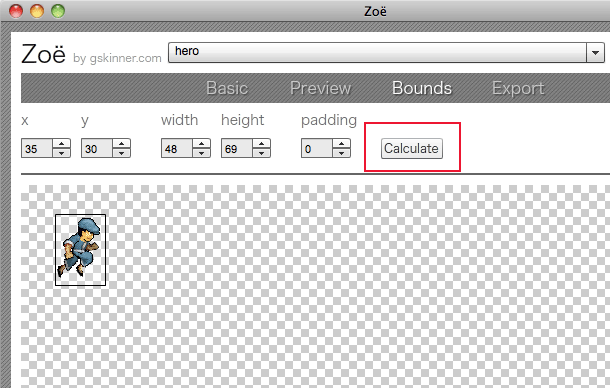 Zoë
Zoë by gskinner.com hero
Basic Preview Bounds Export
x y width height padding
35 30 48 69 0 Calculate